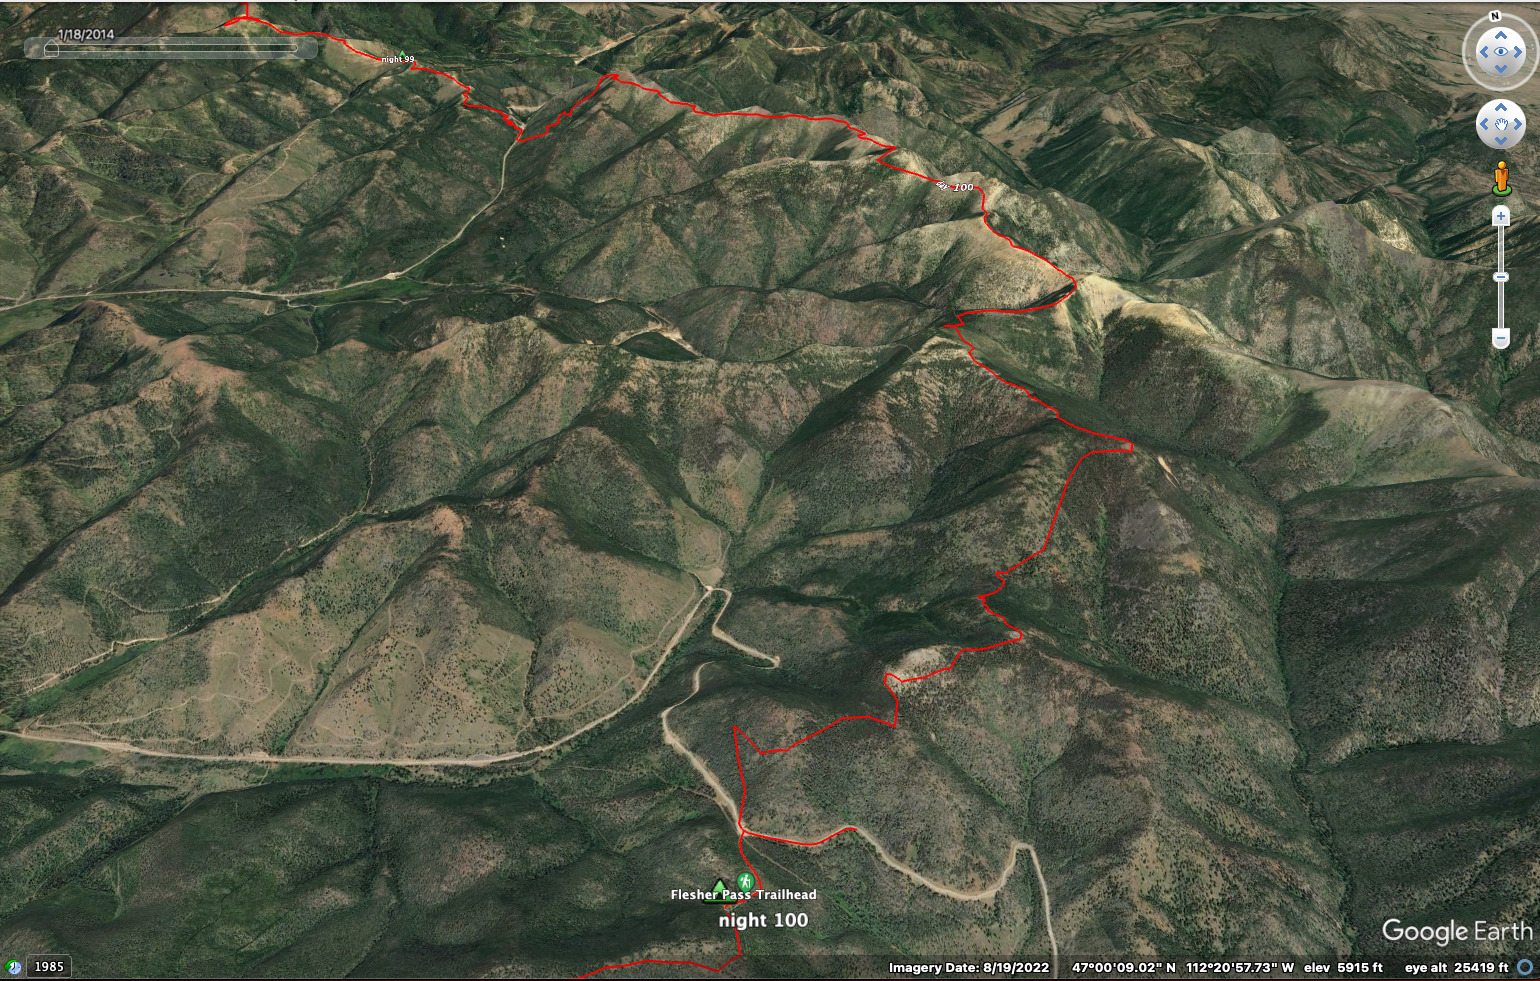 N
1/18/2014
night 99
100
Flesher Pass Trailhead
night 100
Google Earth
1985
Imagery Date: 8/19/2022 47°00'09.02" N 112°20'57.73" W elev 5915 ft eye alt 25419 ft